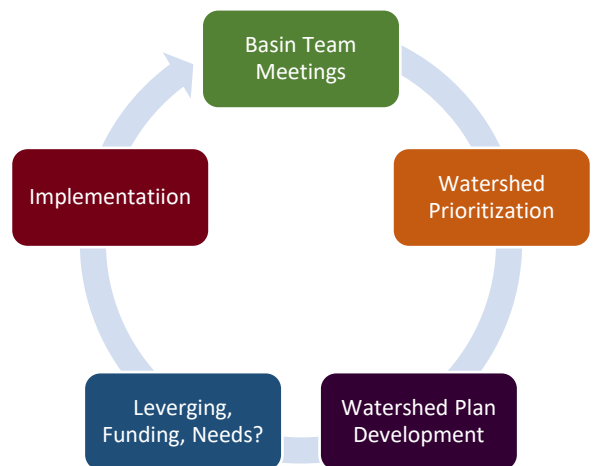 Basin Team
Meetings
Watershed
Prioritization
Watershed Plan
Development
Leverging,
Funding, Needs?
Implementatiion